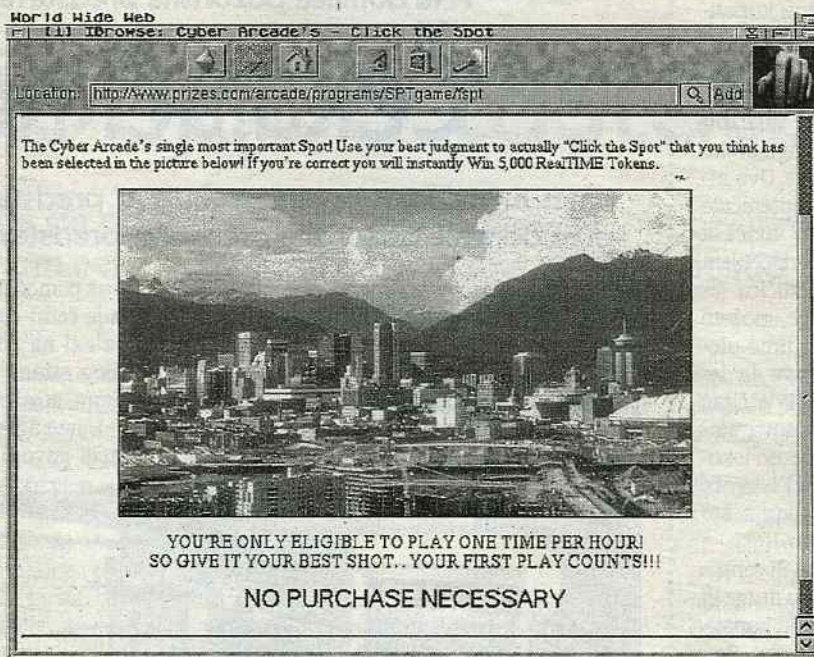 World Wide Web
[1] IBrowse: Cyber Arcade's - Click the Spot
Location: http://www.prizes.com/arcade/programs/SPTgame/fspt Add
The Cyber Arcade's single most important Spot! Use your best judgment to actually "Click the Spot" that you think has
been selected in the picture below! If you're correct you will instantly Win 5,000 RealTIME Tokens.
YOU'RE ONLY ELIGIBLE TO PLAY ONE TIME PER HOUR!
SO GIVE IT YOUR BEST SHOT.. YOUR FIRST PLAY COUNTS!!!
NO PURCHASE NECESSARY